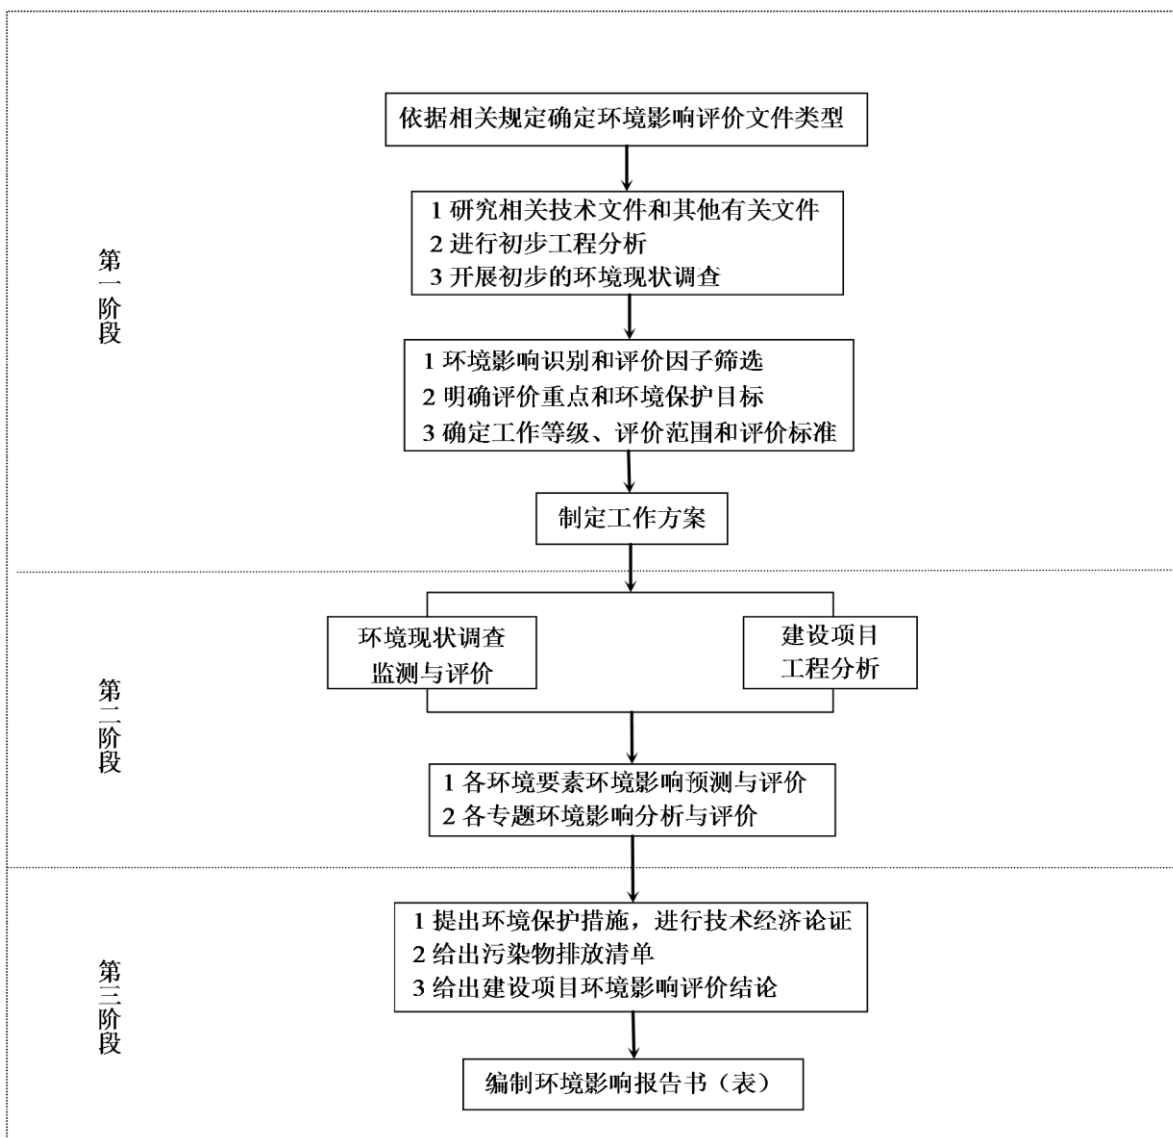 依据相关规定确定环境影响评价文件类型
1 研究相关技术文件和其他有关文件
2 进行初步工程分析
3 开展初步的环境现状调查
第一阶段
1 环境影响识别和评价因子筛选
2 明确评价重点和环境保护目标
3 确定工作等级、评价范围和评价标准
制定工作方案
环境现状调查
监测与评价
建设项目
工程分析
第二阶段
1 各环境要素环境影响预测与评价
2 各专题环境影响分析与评价
1 提出环境保护措施，进行技术经济论证
2 给出污染物排放清单
3 给出建设项目环境影响评价结论
第三阶段
编制环境影响报告书（表）